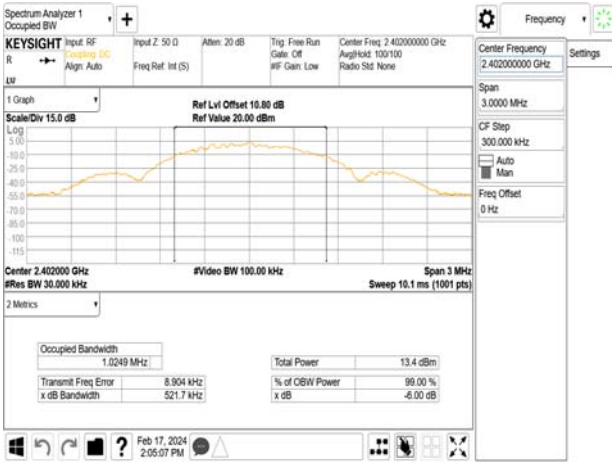 Spectrum Analyzer 1
Occupied BW
+
Frequency
KEYSIGHT
R
Input: RF
Coupling: DC
Align: Auto
Input Z: 50 Ω
Freq Ref: Int (S)
Atten: 20 dB
Trig: Free Run
Gate: Off
#IF Gain: Low
Center Freq: 2.402000000 GHz
Avg|Hold: 100/100
Radio Std: None
Center Frequency
2.402000000 GHz
Settings
Span
3.0000 MHz
CF Step
300.000 kHz
Auto
Man
Freq Offset
0 Hz
1 Graph
Scale/Div 15.0 dB
Ref Lvl Offset 10.80 dB
Ref Value 20.00 dBm
Log
5.00
-10.0
-25.0
-40.0
-55.0
-70.0
-85.0
-100
-115
Center 2.402000 GHz
#Video BW 100.00 kHz
Span 3 MHz
#Res BW 30.000 kHz
Sweep 10.1 ms (1001 pts)
2 Metrics
Occupied Bandwidth
1.0249 MHz
Total Power 13.4 dBm
Transmit Freq Error 8.904 kHz
% of OBW Power 99.00 %
x dB Bandwidth 521.7 kHz
x dB -6.00 dB
?
Feb 17, 2024
2:05:07 PM